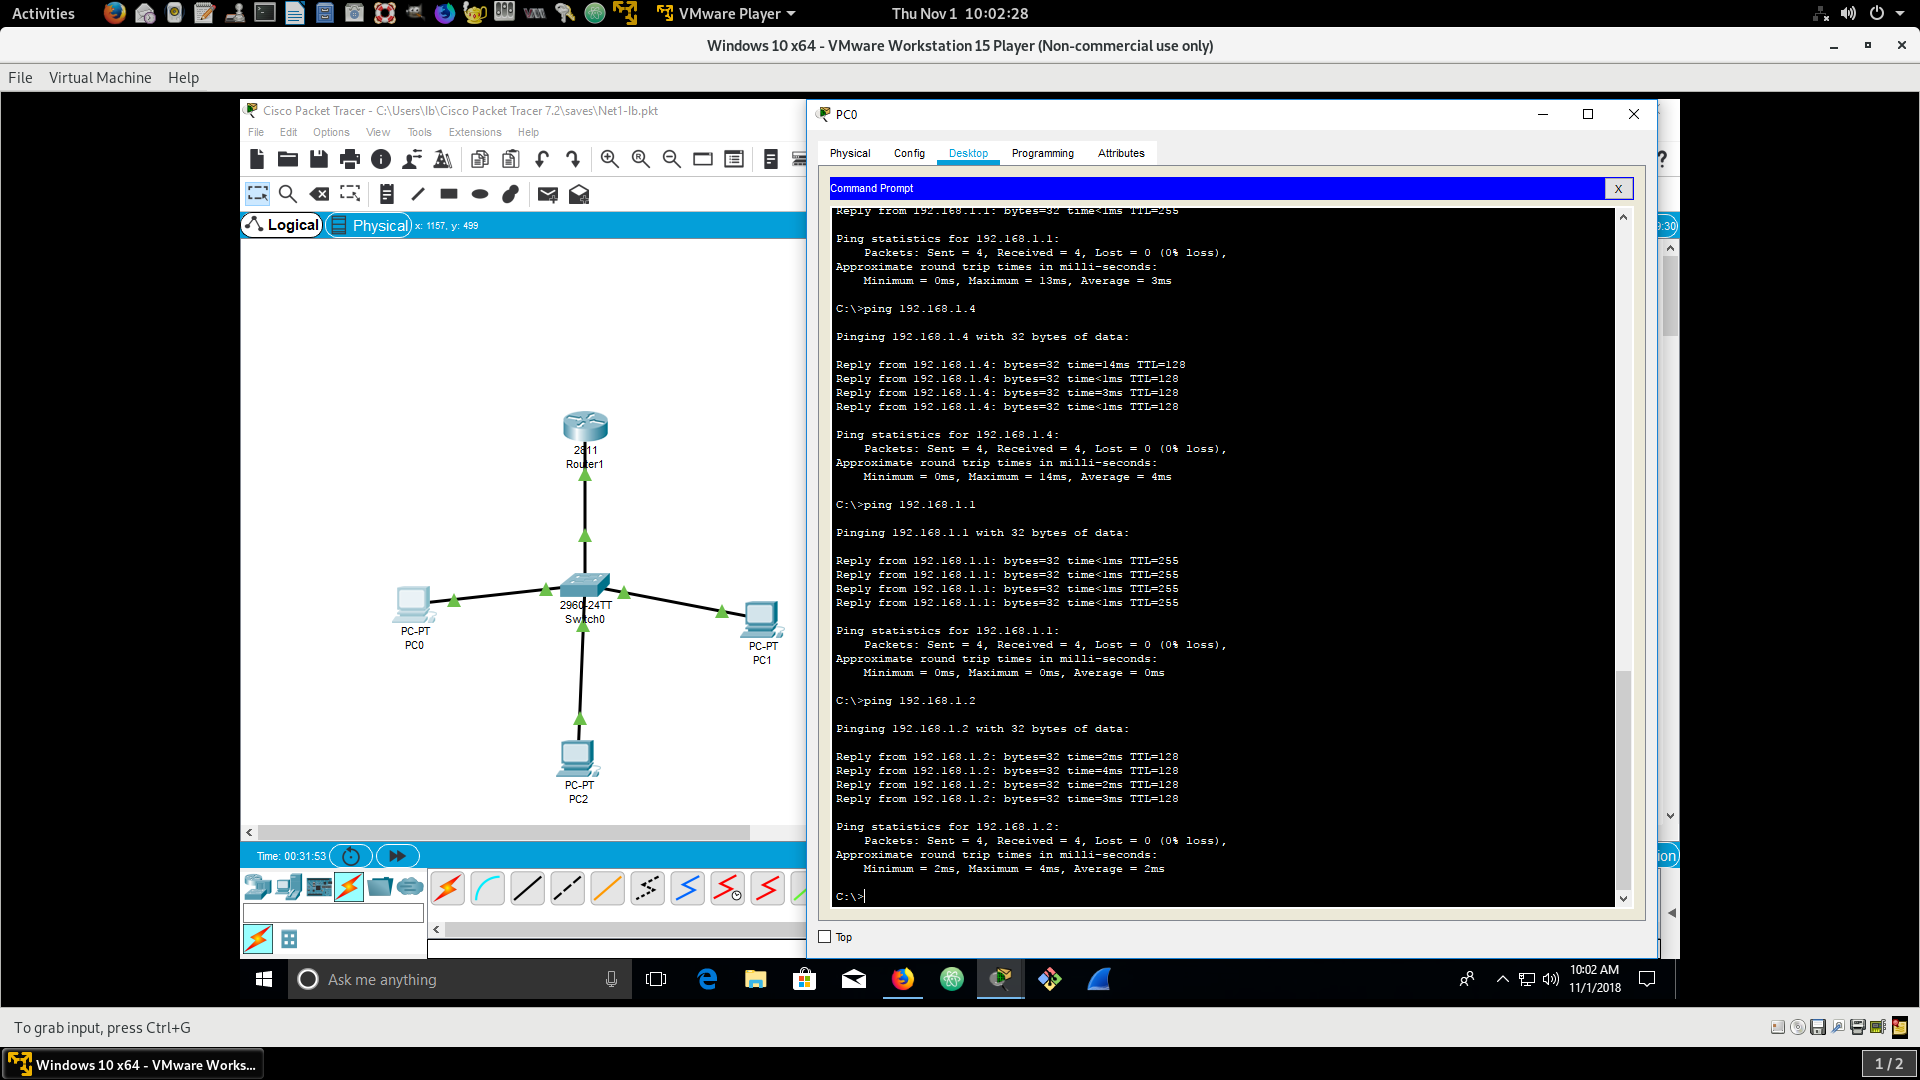 Activities
VMware Player
Thu Nov 1 10:02:28
Windows 10 x64 - VMware Workstation 15 Player (Non-commercial use only)
File Virtual Machine Help
Cisco Packet Tracer - C:\Users\lb\Cisco Packet Tracer 7.2\saves\Net1-lb.pkt
File Edit Options View Tools Extensions Help
Logical Physical x: 1157, y: 499
2811
Router1
2960-24TT
Switch0
PC-PT
PC0
PC-PT
PC1
PC-PT
PC2
Time: 00:31:53
PC0
Physical Config Desktop Programming Attributes
Command Prompt
X
Reply from 192.168.1.1: bytes=32 time<1ms TTL=255
Ping statistics for 192.168.1.1:
Packets: Sent = 4, Received = 4, Lost = 0 (0% loss),
Approximate round trip times in milli-seconds:
Minimum = 0ms, Maximum = 13ms, Average = 3ms
C:\>ping 192.168.1.4
Pinging 192.168.1.4 with 32 bytes of data:
Reply from 192.168.1.4: bytes=32 time=14ms TTL=128
Reply from 192.168.1.4: bytes=32 time<1ms TTL=128
Reply from 192.168.1.4: bytes=32 time=3ms TTL=128
Reply from 192.168.1.4: bytes=32 time<1ms TTL=128
Ping statistics for 192.168.1.4:
Packets: Sent = 4, Received = 4, Lost = 0 (0% loss),
Approximate round trip times in milli-seconds:
Minimum = 0ms, Maximum = 14ms, Average = 4ms
C:\>ping 192.168.1.1
Pinging 192.168.1.1 with 32 bytes of data:
Reply from 192.168.1.1: bytes=32 time<1ms TTL=255
Reply from 192.168.1.1: bytes=32 time<1ms TTL=255
Reply from 192.168.1.1: bytes=32 time<1ms TTL=255
Reply from 192.168.1.1: bytes=32 time<1ms TTL=255
Ping statistics for 192.168.1.1:
Packets: Sent = 4, Received = 4, Lost = 0 (0% loss),
Approximate round trip times in milli-seconds:
Minimum = 0ms, Maximum = 0ms, Average = 0ms
C:\>ping 192.168.1.2
Pinging 192.168.1.2 with 32 bytes of data:
Reply from 192.168.1.2: bytes=32 time=2ms TTL=128
Reply from 192.168.1.2: bytes=32 time=4ms TTL=128
Reply from 192.168.1.2: bytes=32 time=2ms TTL=128
Reply from 192.168.1.2: bytes=32 time=3ms TTL=128
Ping statistics for 192.168.1.2:
Packets: Sent = 4, Received = 4, Lost = 0 (0% loss),
Approximate round trip times in milli-seconds:
Minimum = 2ms, Maximum = 4ms, Average = 2ms
C:\>
Top
:30
ion
Ask me anything
10:02 AM
11/1/2018
To grab input, press Ctrl+G
Windows 10 x64 - VMware Works...
1 / 2